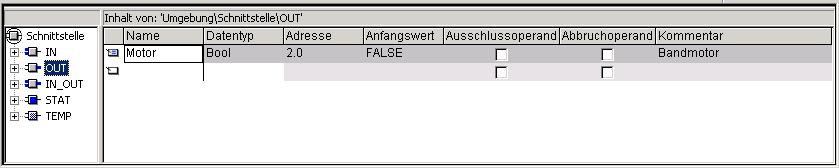 Inhalt von: 'Umgebung\Schnittstelle\OUT'
Schnittstelle
IN
OUT
IN_OUT
STAT
TEMP
Name Datentyp Adresse Anfangswert Ausschlussoperand Abbruchoperand Kommentar
Motor Bool 2.0 FALSE Bandmotor